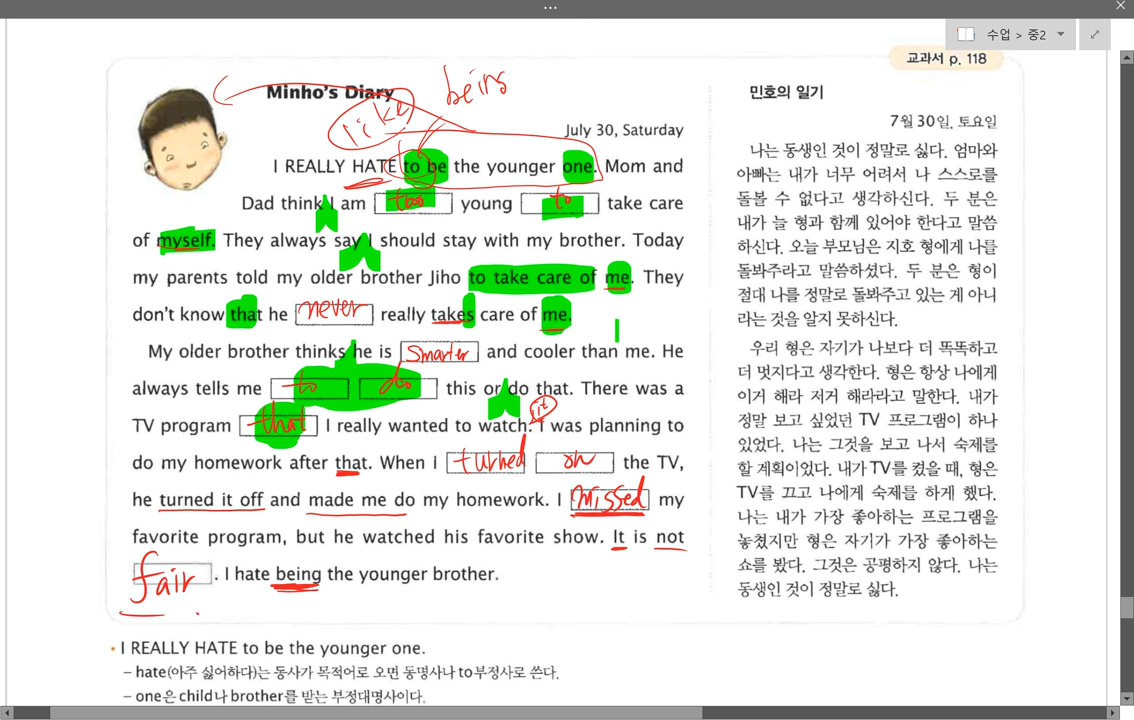 수업 > 중2
교과서 p. 118
Minho's Diary
being
like
July 30, Saturday
I REALLY HATE to be the younger one. Mom and
Dad think I am too young to take care
of myself. They always say I should stay with my brother. Today
my parents told my older brother Jiho to take care of me. They
don't know that he never really takes care of me.
My older brother thinks he is smarter and cooler than me. He
always tells me to do this or do that. There was a
it
TV program that I really wanted to watch. I was planning to
do my homework after that. When I turned on the TV,
he turned it off and made me do my homework. I missed my
favorite program, but he watched his favorite show. It is not
fair. I hate being the younger brother.
민호의 일기
7월 30일, 토요일
나는 동생인 것이 정말로 싫다. 엄마와
아빠는 내가 너무 어려서 나 스스로를
돌볼 수 없다고 생각하신다. 두 분은
내가 늘 형과 함께 있어야 한다고 말씀
하신다. 오늘 부모님은 지호 형에게 나를
돌봐주라고 말씀하셨다. 두 분은 형이
절대 나를 정말로 돌봐주고 있는 게 아니
라는 것을 알지 못하신다.
우리 형은 자기가 나보다 더 똑똑하고
더 멋지다고 생각한다. 형은 항상 나에게
이거 해라 저거 해라라고 말한다. 내가
정말 보고 싶었던 TV 프로그램이 하나
있었다. 나는 그것을 보고 나서 숙제를
할 계획이었다. 내가 TV를 켰을 때, 형은
TV를 끄고 나에게 숙제를 하게 했다.
나는 내가 가장 좋아하는 프로그램을
놓쳤지만 형은 자기가 가장 좋아하는
쇼를 봤다. 그것은 공평하지 않다. 나는
동생인 것이 정말로 싫다.
• I REALLY HATE to be the younger one.
– hate(아주 싫어하다)는 동사가 목적어로 오면 동명사나 to부정사로 쓴다.
– one은 child나 brother를 받는 부정대명사이다.